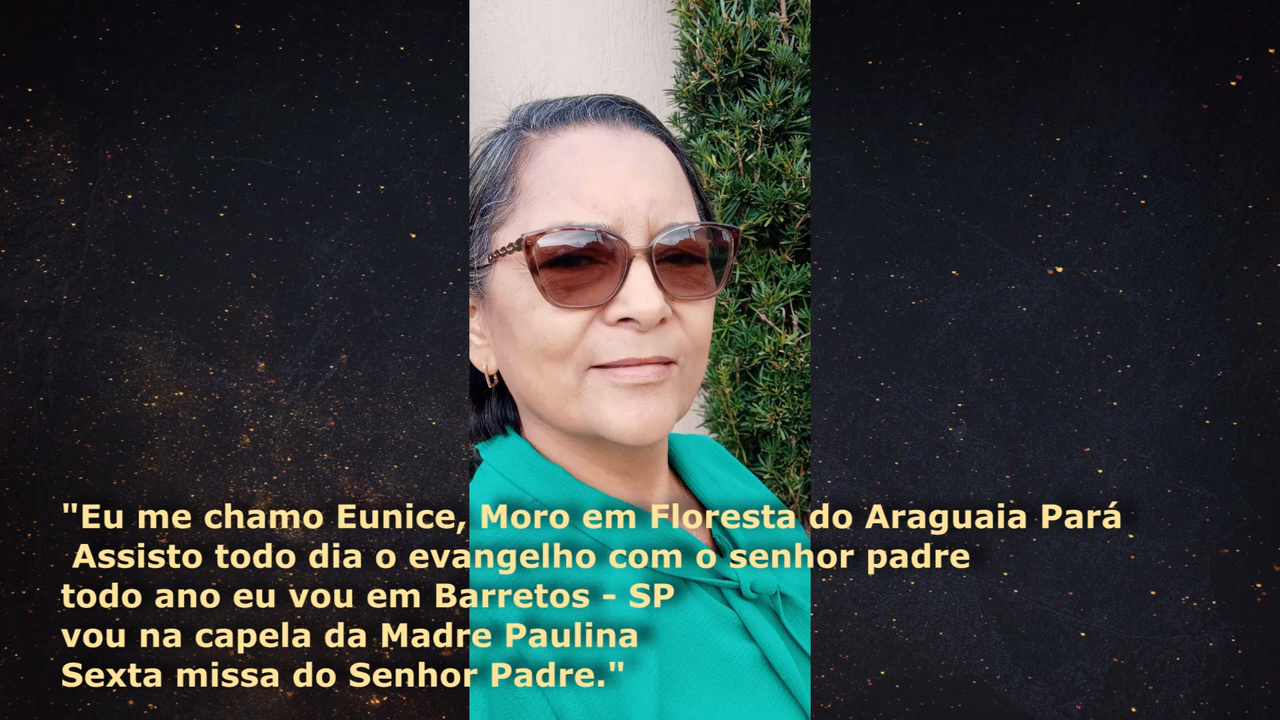 "Eu me chamo Eunice, Moro em Floresta do Araguaia Pará
Assisto todo dia o evangelho com o senhor padre
todo ano eu vou em Barretos - SP
vou na capela da Madre Paulina
Sexta missa do Senhor Padre."